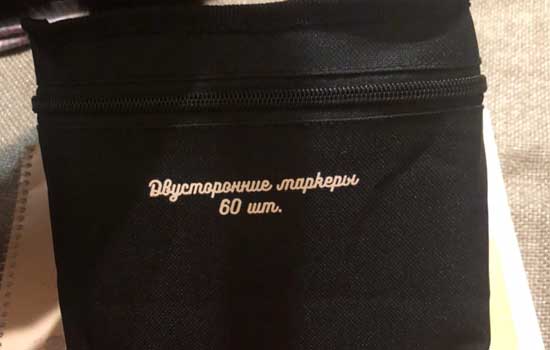 Двусторонние маркеры
60 шт.